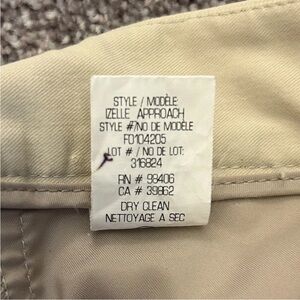 STYLE / MODÈLE
IZELLE APPROACH
STYLE #/NO DE MODÈLE
F0104205
LOT # / NO DE LOT:
316824
RN # 99406
CA # 39862
DRY CLEAN
NETTOYAGE A SEC